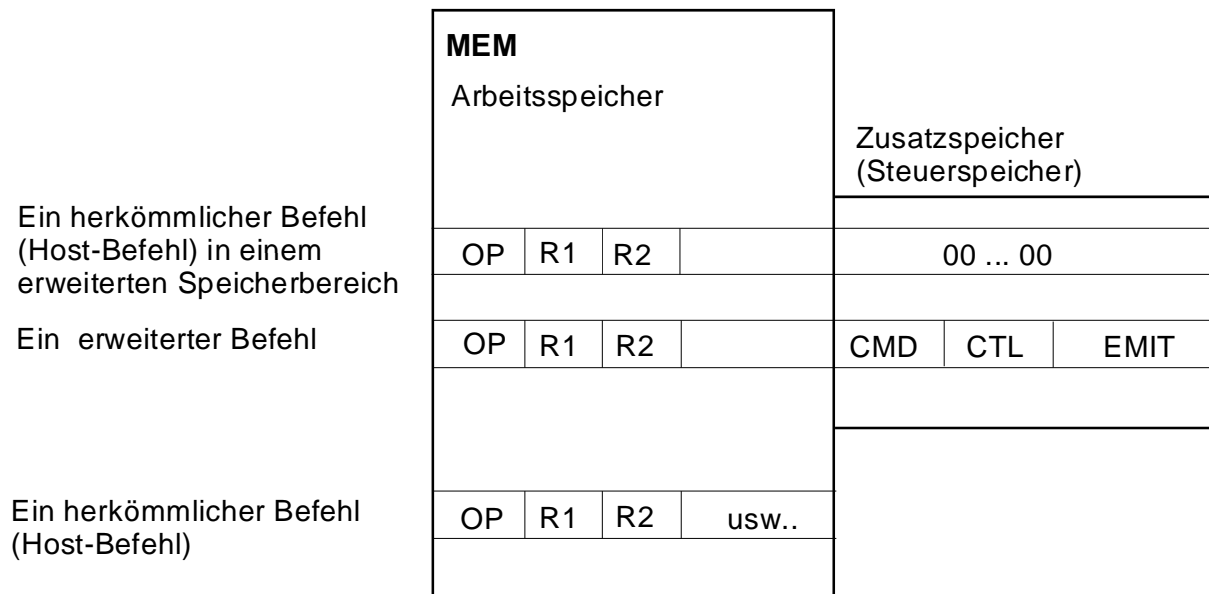 MEM
Arbeitsspeicher
Zusatzspeicher
(Steuerspeicher)
Ein herkömmlicher Befehl
(Host-Befehl) in einem
erweiterten Speicherbereich
OP R1 R2 00 ... 00
Ein erweiterter Befehl
OP R1 R2 CMD CTL EMIT
Ein herkömmlicher Befehl
(Host-Befehl)
OP R1 R2 usw..